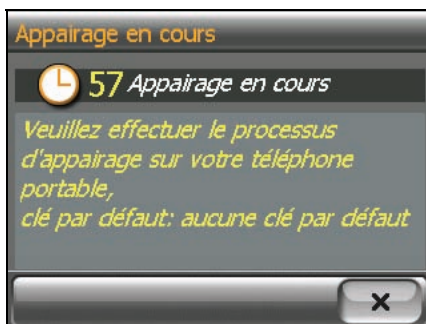 Appairage en cours
57 Appairage en cours
Veuillez effectuer le processus
d'appairage sur votre téléphone
portable,
clé par défaut: aucune clé par défaut